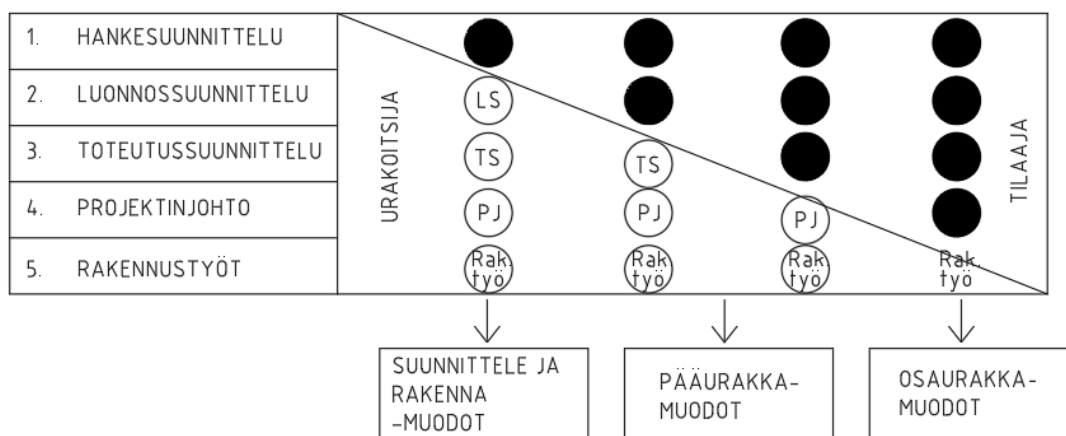 1. HANKESUUNNITTELU
2. LUONNOSSUUNNITTELU
3. TOTEUTUSSUUNNITTELU
4. PROJEKTINJOHTO
5. RAKENNUSTYÖT
URAKOITSIJA
LS
TS
TS
PJ
PJ
PJ
Rak.
työ
Rak.
työ
Rak.
työ
Rak.
työ
TILAAJA
SUUNNITTELE JA
RAKENNA
-MUODOT
PÄÄURAKKA-
MUODOT
OSAURAKKA-
MUODOT